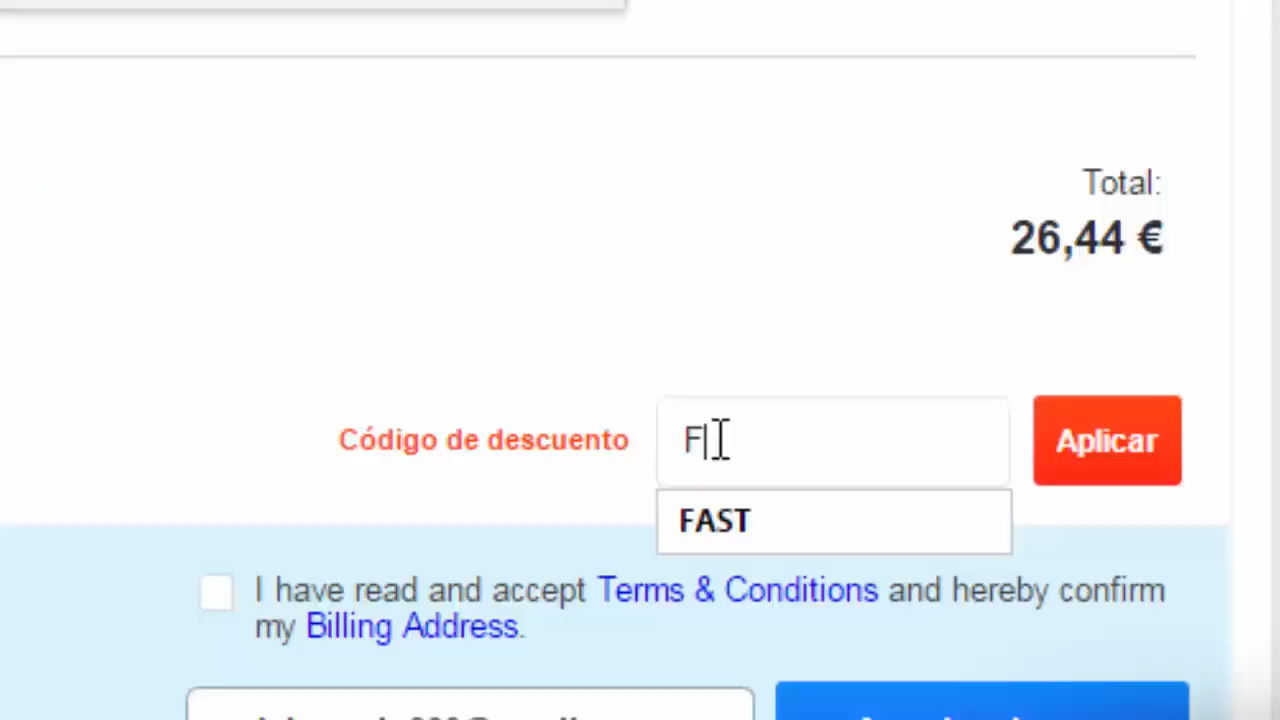 Total:
26,44 €
Código de descuento
F
Aplicar
FAST
I have read and accept Terms & Conditions and hereby confirm
my Billing Address.